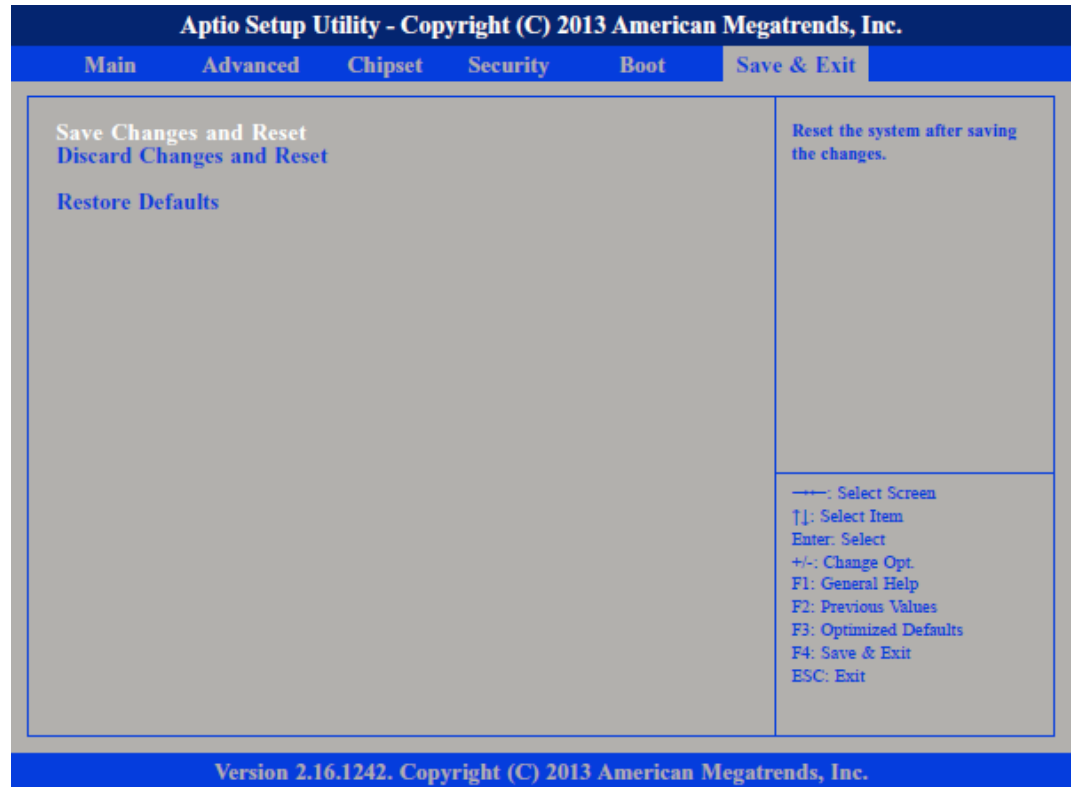 Aptio Setup Utility - Copyright (C) 2013 American Megatrends, Inc.
Main Advanced Chipset Security Boot Save & Exit
Save Changes and Reset
Discard Changes and Reset
Restore Defaults
Reset the system after saving
the changes.
→←: Select Screen
↑↓: Select Item
Enter: Select
+/-: Change Opt.
F1: General Help
F2: Previous Values
F3: Optimized Defaults
F4: Save & Exit
ESC: Exit
Version 2.16.1242. Copyright (C) 2013 American Megatrends, Inc.